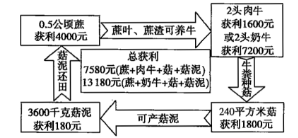 0.5公顷蔗
获利4000元
蔗叶、蔗渣可养牛
2头肉牛
获利1600元
或2头奶牛
获利7200元
菇泥还田
总获利
7580元(蔗+肉牛+菇+菇泥)
13180元(蔗+奶牛+菇+菇泥)
牛粪种菇
3600千克菇泥
获利180元
可产菇泥
240平方米菇
获利1800元